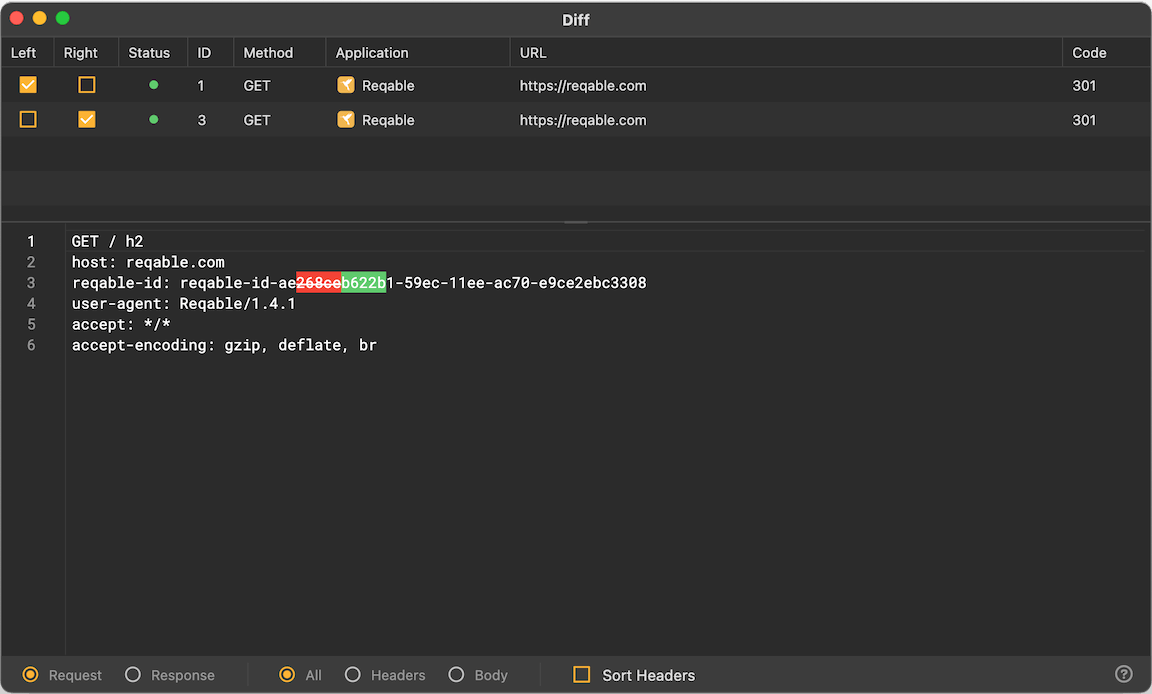 Diff
Left Right Status ID Method Application URL Code
1 GET Reqable https://reqable.com 301
3 GET Reqable https://reqable.com 301
1 GET / h2
2 host: reqable.com
3 reqable-id: reqable-id-ae268ceb622b1-59ec-11ee-ac70-e9ce2ebc3308
4 user-agent: Reqable/1.4.1
5 accept: */*
6 accept-encoding: gzip, deflate, br
Request Response All Headers Body Sort Headers ?